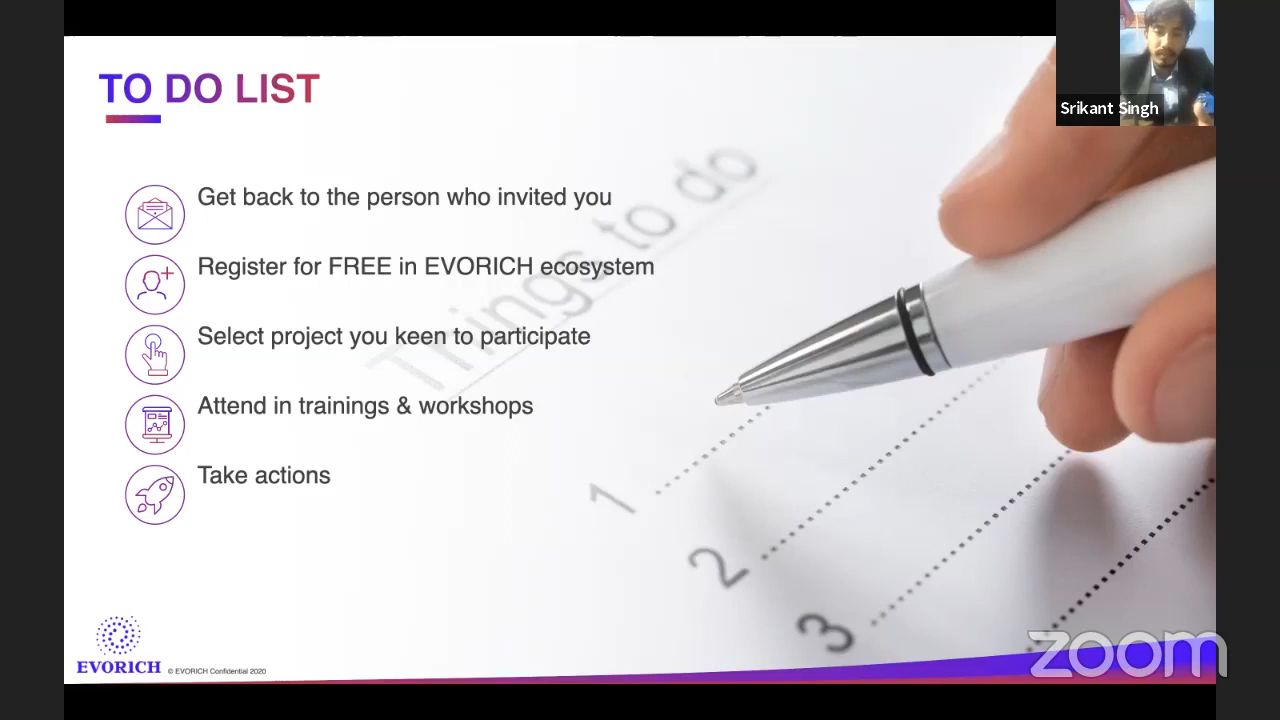 TO DO LIST
Srikant Singh
Get back to the person who invited you
Register for FREE in EVORICH ecosystem
Select project you keen to participate
Attend in trainings & workshops
Take actions
Things to do
1
2
3
EVORICH
© EVORICH Confidential 2020
zoom